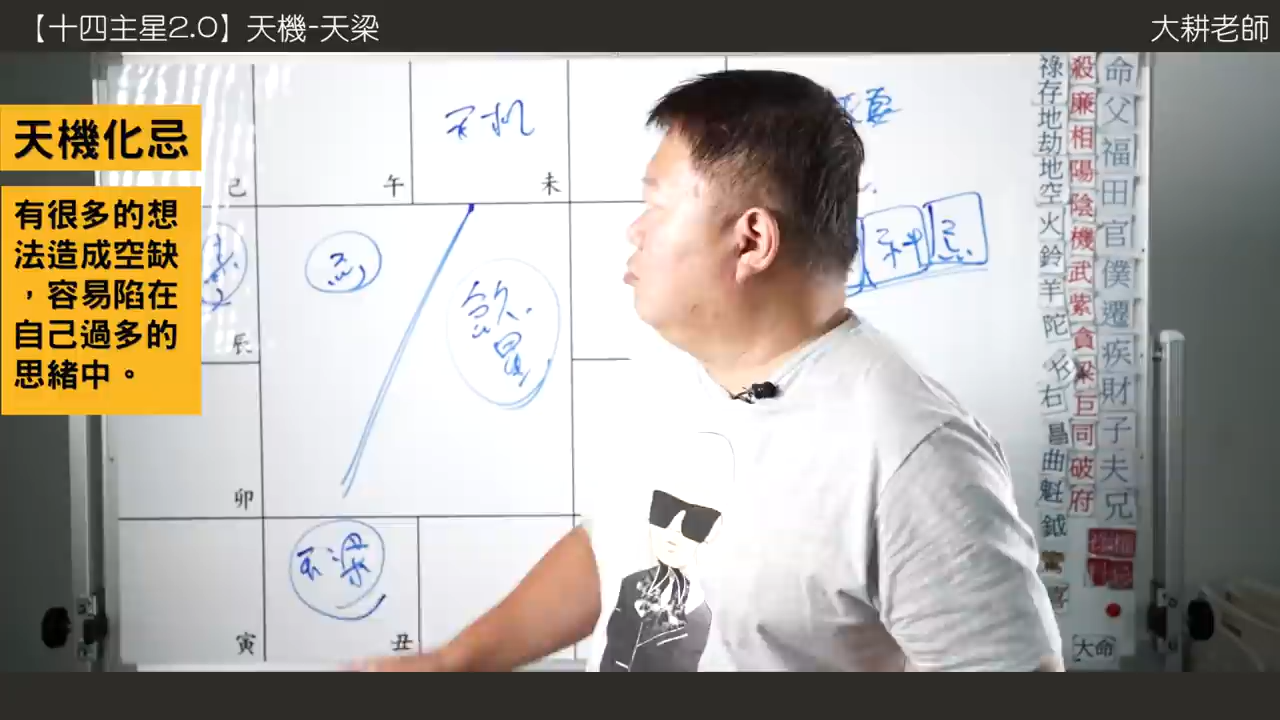 【十四主星2.0】天機-天梁
大耕老師
天機化忌
有很多的想
法造成空缺
，容易陷在
自己過多的
思緒中。
天机
巳
午
未
忌
煞
星
科
忌
辰
卯
天梁
寅
丑
祿存地劫地空火鈴羊陀
右昌曲魁鉞
殺廉相陽陰機武紫貪梁巨同破府
命父福田官僕遷疾財子夫兄
大命